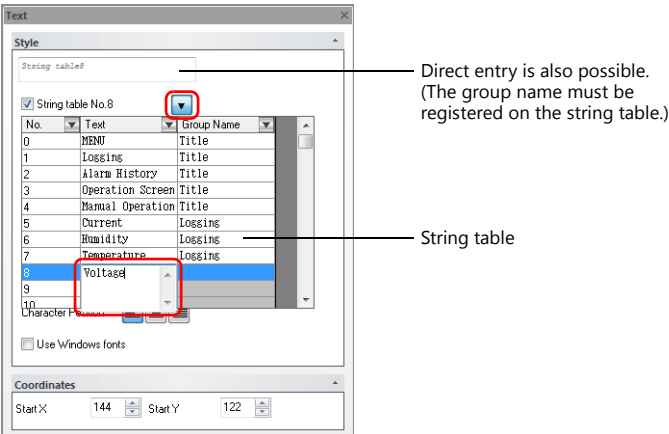 Text
Style
String table8
String table No.8
No. Text Group Name
0 MENU Title
1 Logging Title
2 Alarm History Title
3 Operation Screen Title
4 Manual Operation Title
5 Current Logging
6 Humidity Logging
7 Temperature Logging
8 Voltage
9
10
Character Position
Use Windows fonts
Coordinates
Start X 144 Start Y 122
Direct entry is also possible.
(The group name must be
registered on the string table.)
String table